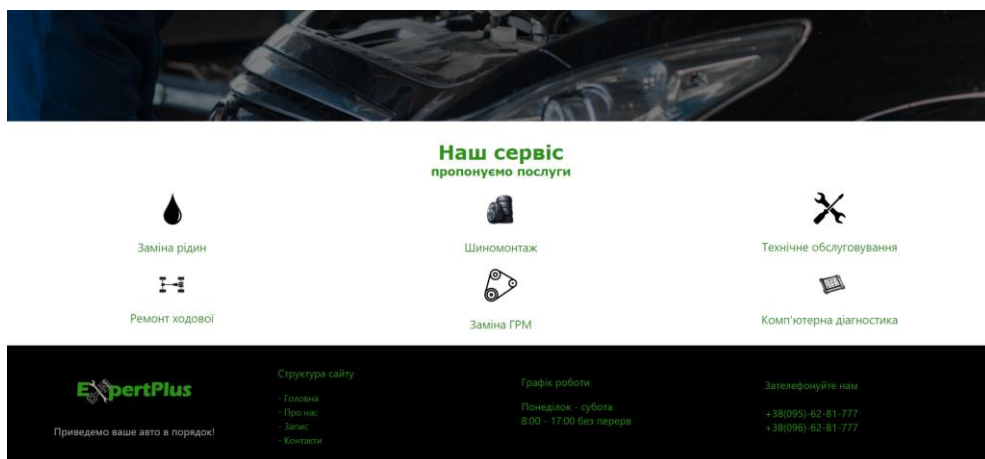 Наш сервіс
пропонуємо послуги
Заміна рідин
Шиномонтаж
Технічне обслуговування
Ремонт ходової
Заміна ГРМ
Комп'ютерна діагностика
ExpertPlus
Приведемо ваше авто в порядок!
Структура сайту
- Головна
- Про нас
- Запис
- Контакти
Графік роботи
Понеділок - субота
8:00 - 17:00 без перерв
Зателефонуйте нам
+38(095)-62-81-777
+38(096)-62-81-777